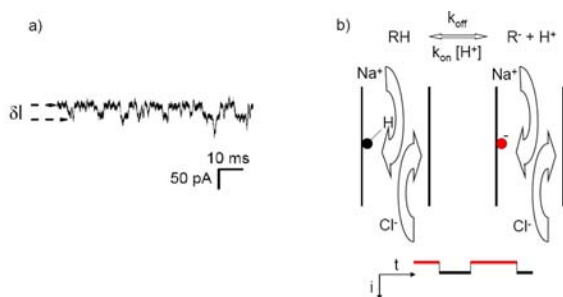 a)
δI
10 ms
50 pA
b)
k_off
RH
R⁻ + H⁺
k_on [H⁺]
Na⁺
Na⁺
H
-
Cl⁻
Cl⁻
t
i